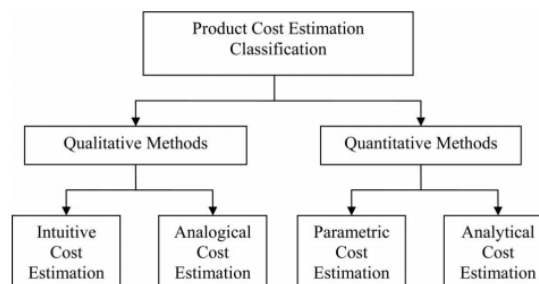 Product Cost Estimation
Classification
Qualitative Methods
Quantitative Methods
Intuitive
Cost
Estimation
Analogical
Cost
Estimation
Parametric
Cost
Estimation
Analytical
Cost
Estimation